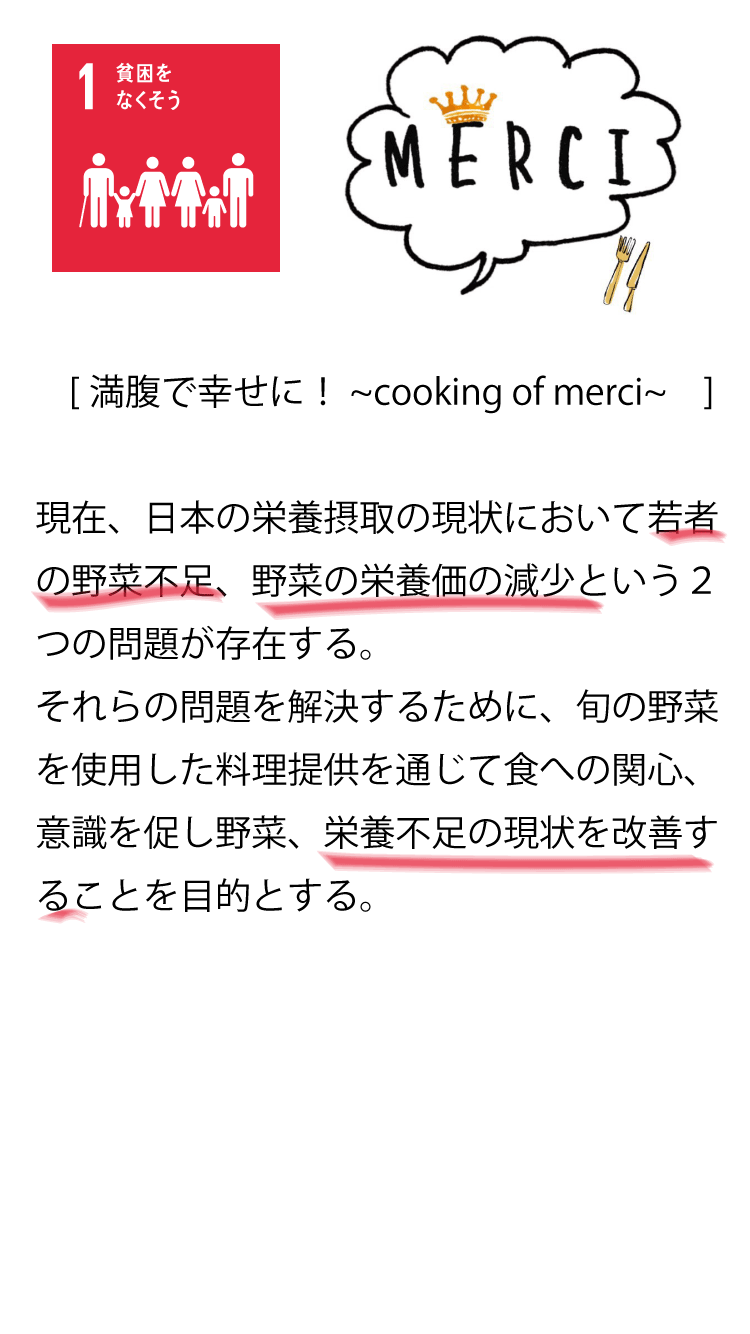 1 貧困を
なくそう
MERCI
[ 満腹で幸せに！ ~cooking of merci~　]
現在、日本の栄養摂取の現状において若者
の野菜不足、野菜の栄養価の減少という２
つの問題が存在する。
それらの問題を解決するために、旬の野菜
を使用した料理提供を通じて食への関心、
意識を促し野菜、栄養不足の現状を改善す
ることを目的とする。